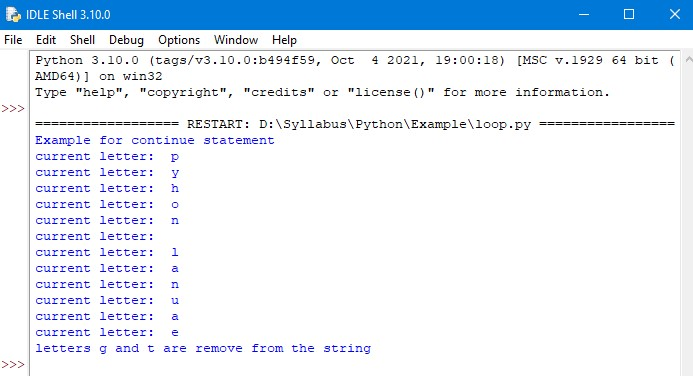 IDLE Shell 3.10.0
File Edit Shell Debug Options Window Help
Python 3.10.0 (tags/v3.10.0:b494f59, Oct  4 2021, 19:00:18) [MSC v.1929 64 bit (
AMD64)] on win32
Type "help", "copyright", "credits" or "license()" for more information.
>>>
================== RESTART: D:\Syllabus\Python\Example\loop.py =================
Example for continue statement
current letter:  p
current letter:  y
current letter:  h
current letter:  o
current letter:  n
current letter:
current letter:  l
current letter:  a
current letter:  n
current letter:  u
current letter:  a
current letter:  e
letters g and t are remove from the string
>>>